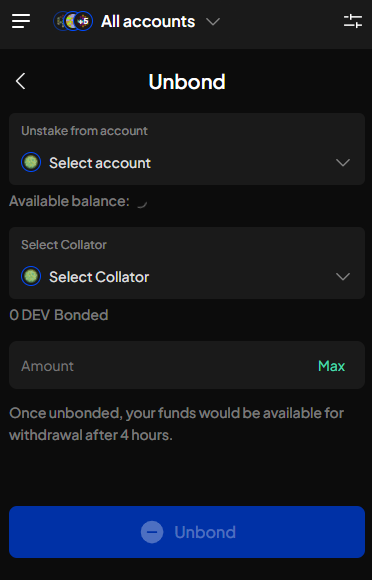 +5 All accounts
Unbond
Unstake from account
Select account
Available balance:
Select Collator
Select Collator
0 DEV Bonded
Amount Max
Once unbonded, your funds would be available for
withdrawal after 4 hours.
Unbond